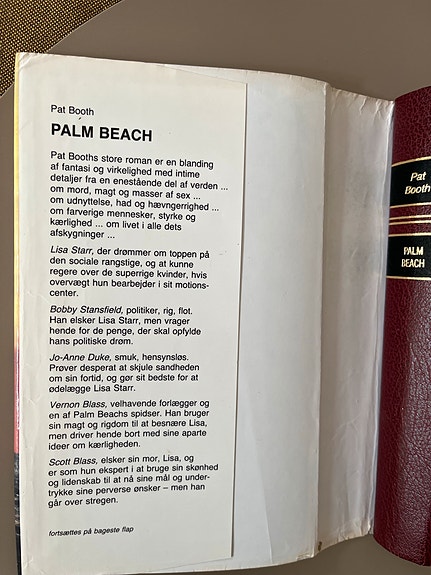 Pat Booth
PALM BEACH
Pat Booths store roman er en blanding
af fantasi og virkelighed med intime
detaljer fra en enestående del af verden ...
om mord, magt og masser af sex ...
om udnyttelse, had og hævngerrighed ...
om farverige mennesker, styrke og
kærlighed ... om livet i alle dets
afskygninger ...
Lisa Starr, der drømmer om toppen på
den sociale rangstige, og at kunne
regere over de superrige kvinder, hvis
overvægt hun bearbejder i sit motions-
center.
Bobby Stansfield, politiker, rig, flot.
Han elsker Lisa Starr, men vrager
hende for de penge, der skal opfylde
hans politiske drøm.
Jo-Anne Duke, smuk, hensynsløs.
Prøver desperat at skjule sandheden
om sin fortid, og gør sit bedste for at
ødelægge Lisa Starr.
Vernon Blass, velhavende forlægger og
en af Palm Beachs spidser. Han bruger
sin magt og rigdom til at besnære Lisa,
men driver hende bort med sine aparte
ideer om kærligheden.
Scott Blass, elsker sin mor, Lisa, og
er som hun ekspert i at bruge sin skønhed
og lidenskab til at nå sine mål og under-
trykke sine perverse ønsker – men han
går over stregen.
fortsættes på bageste flap
Pat
Booth
PALM
BEACH